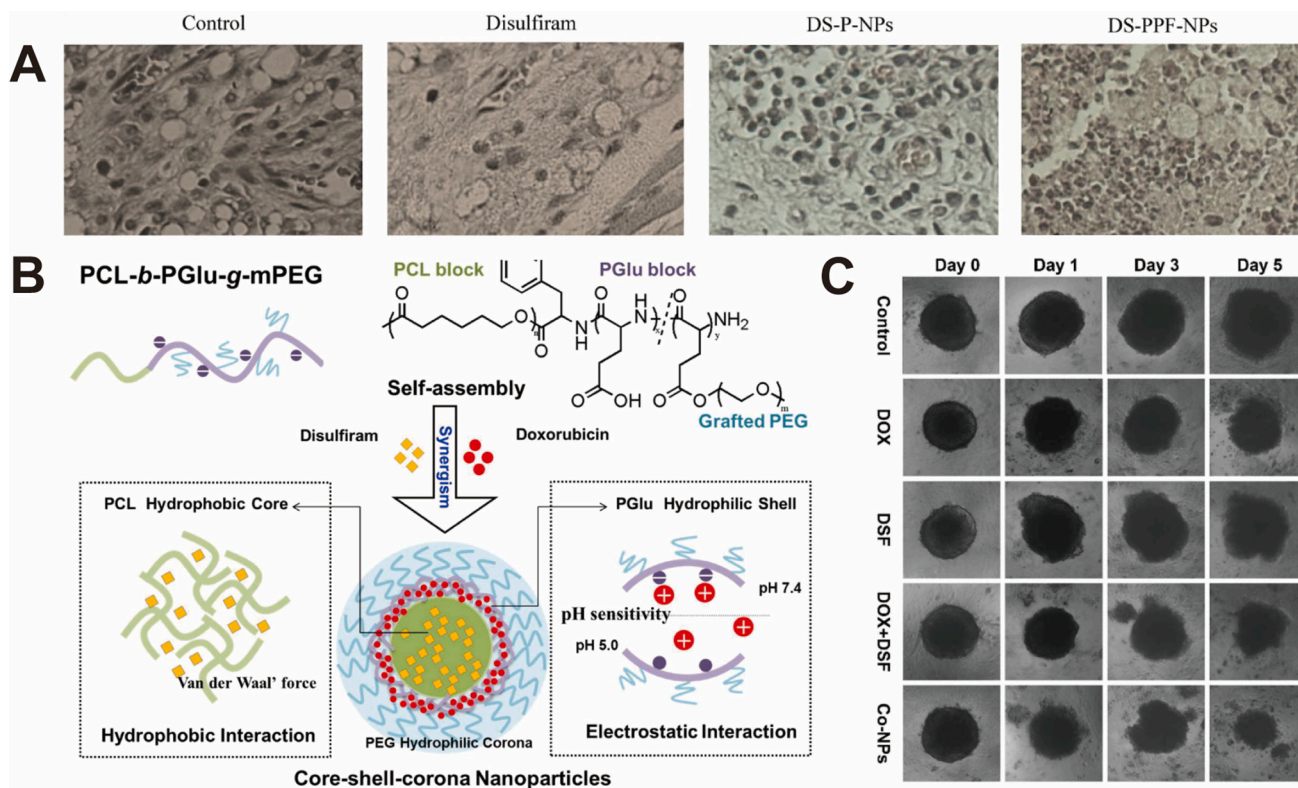 Control Disulfiram DS-P-NPs DS-PPF-NPs
A
B
PCL-b-PGlu-g-mPEG
PCL block
PGlu block
O
O
n
O
NH
O
x
HN
O
y
NH2
O
OH
O
O
O
m
Grafted PEG
Self-assembly
Disulfiram
Synergism
Doxorubicin
PCL Hydrophobic Core
Van der Waal' force
Hydrophobic Interaction
PEG Hydrophilic Corona
PGlu Hydrophilic Shell
pH 7.4
pH sensitivity
pH 5.0
Electrostatic Interaction
Core-shell-corona Nanoparticles
C
Day 0 Day 1 Day 3 Day 5
Control
DOX
DSF
DOX+DSF
Co-NPs